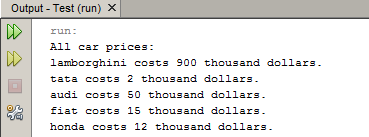 Output - Test (run) ×
run:
All car prices:
lamborghini costs 900 thousand dollars.
tata costs 2 thousand dollars.
audi costs 50 thousand dollars.
fiat costs 15 thousand dollars.
honda costs 12 thousand dollars.